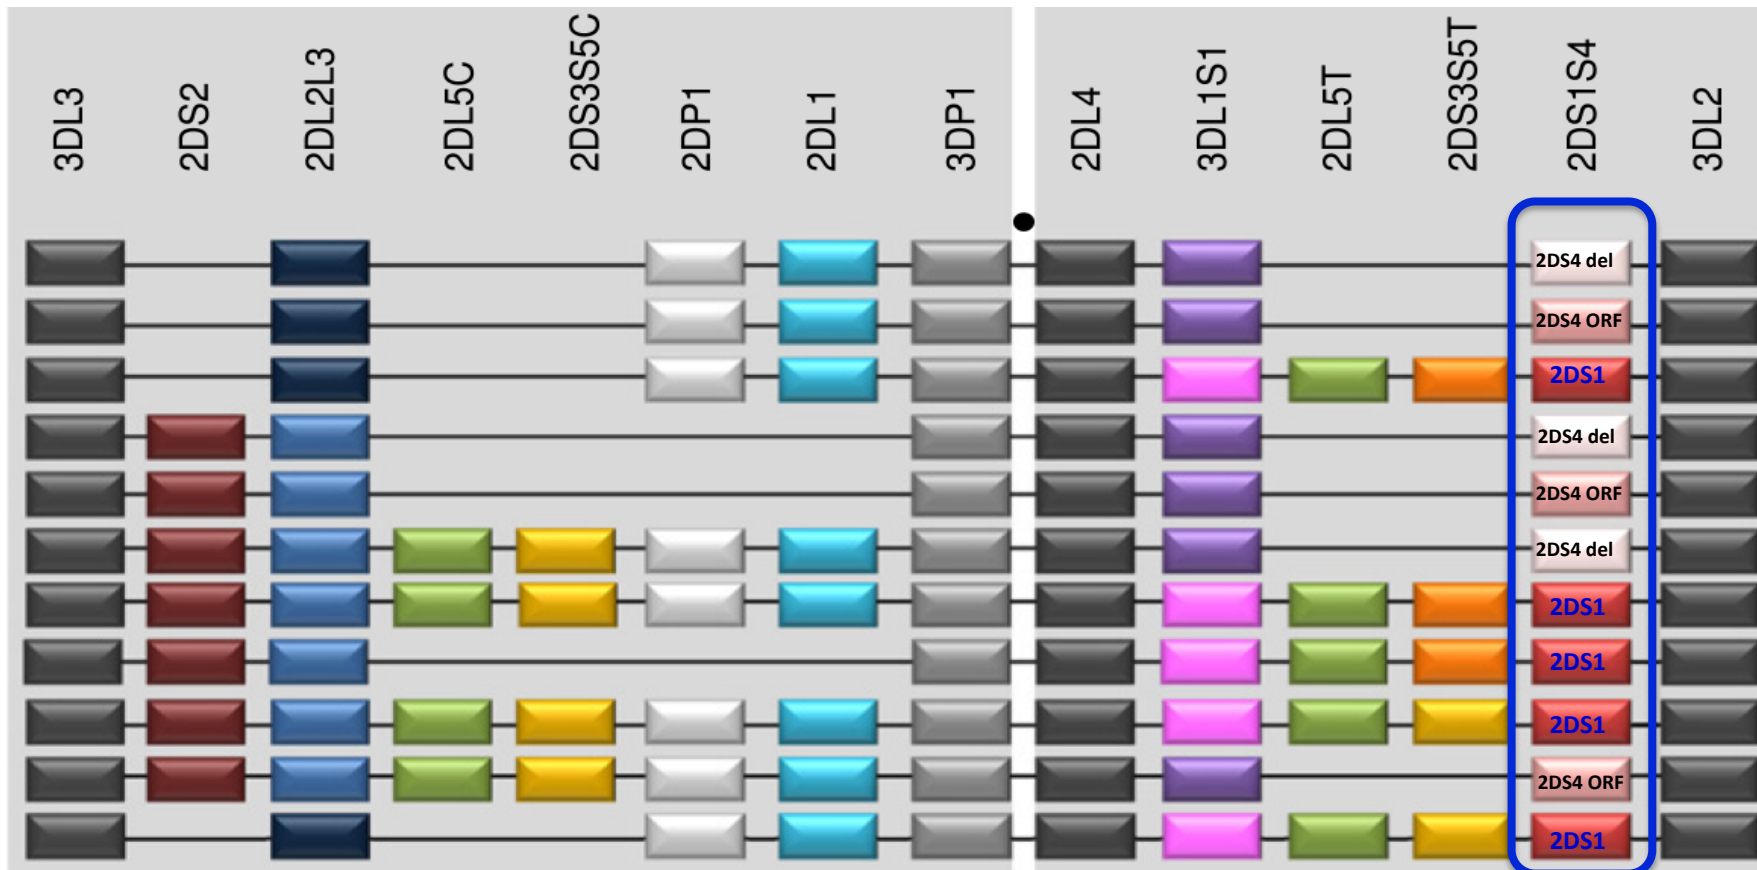 3DL3
2DS2
2DL2L3
2DL5C
2DS3S5C
2DP1
2DL1
3DP1
2DL4
3DL1S1
2DL5T
2DS3S5T
2DS1S4
3DL2
2DS4 del
2DS4 ORF
2DS1
2DS4 del
2DS4 ORF
2DS4 del
2DS1
2DS1
2DS1
2DS4 ORF
2DS1